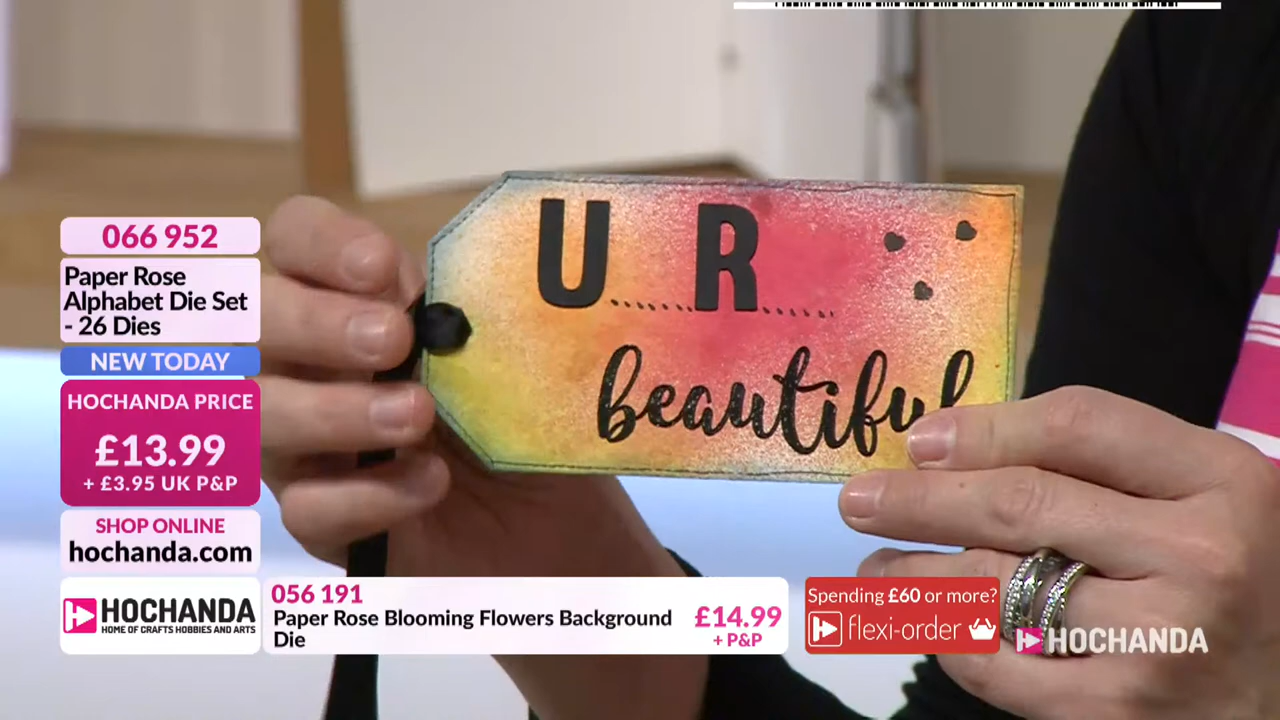 U R
beautiful
066 952
Paper Rose
Alphabet Die Set
- 26 Dies
NEW TODAY
HOCHANDA PRICE
£13.99
+ £3.95 UK P&P
SHOP ONLINE
hochanda.com
HOCHANDA
HOME OF CRAFTS HOBBIES AND ARTS
056 191
Paper Rose Blooming Flowers Background
Die
£14.99
+ P&P
Spending £60 or more?
flexi-order
HOCHANDA